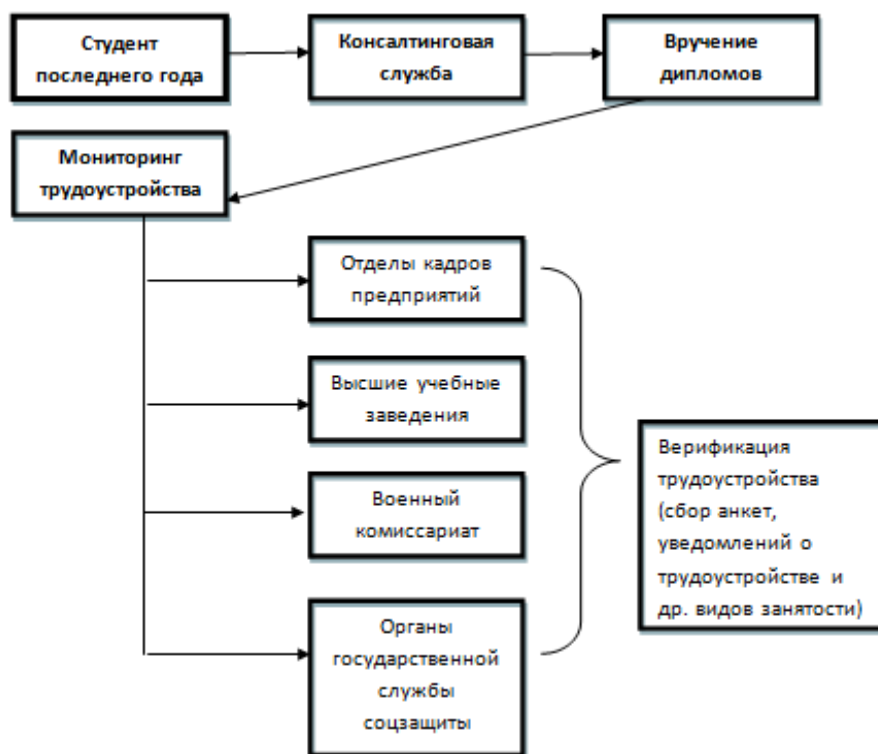 Студент
последнего года
Консалтинговая
служба
Вручение
дипломов
Мониторинг
трудоустройства
Отделы кадров
предприятий
Высшие учебные
заведения
Военный
комиссариат
Органы
государственной
службы
соцзащиты
Верификация
трудоустройства
(сбор анкет,
уведомлений о
трудоустройстве и
др. видов занятости)